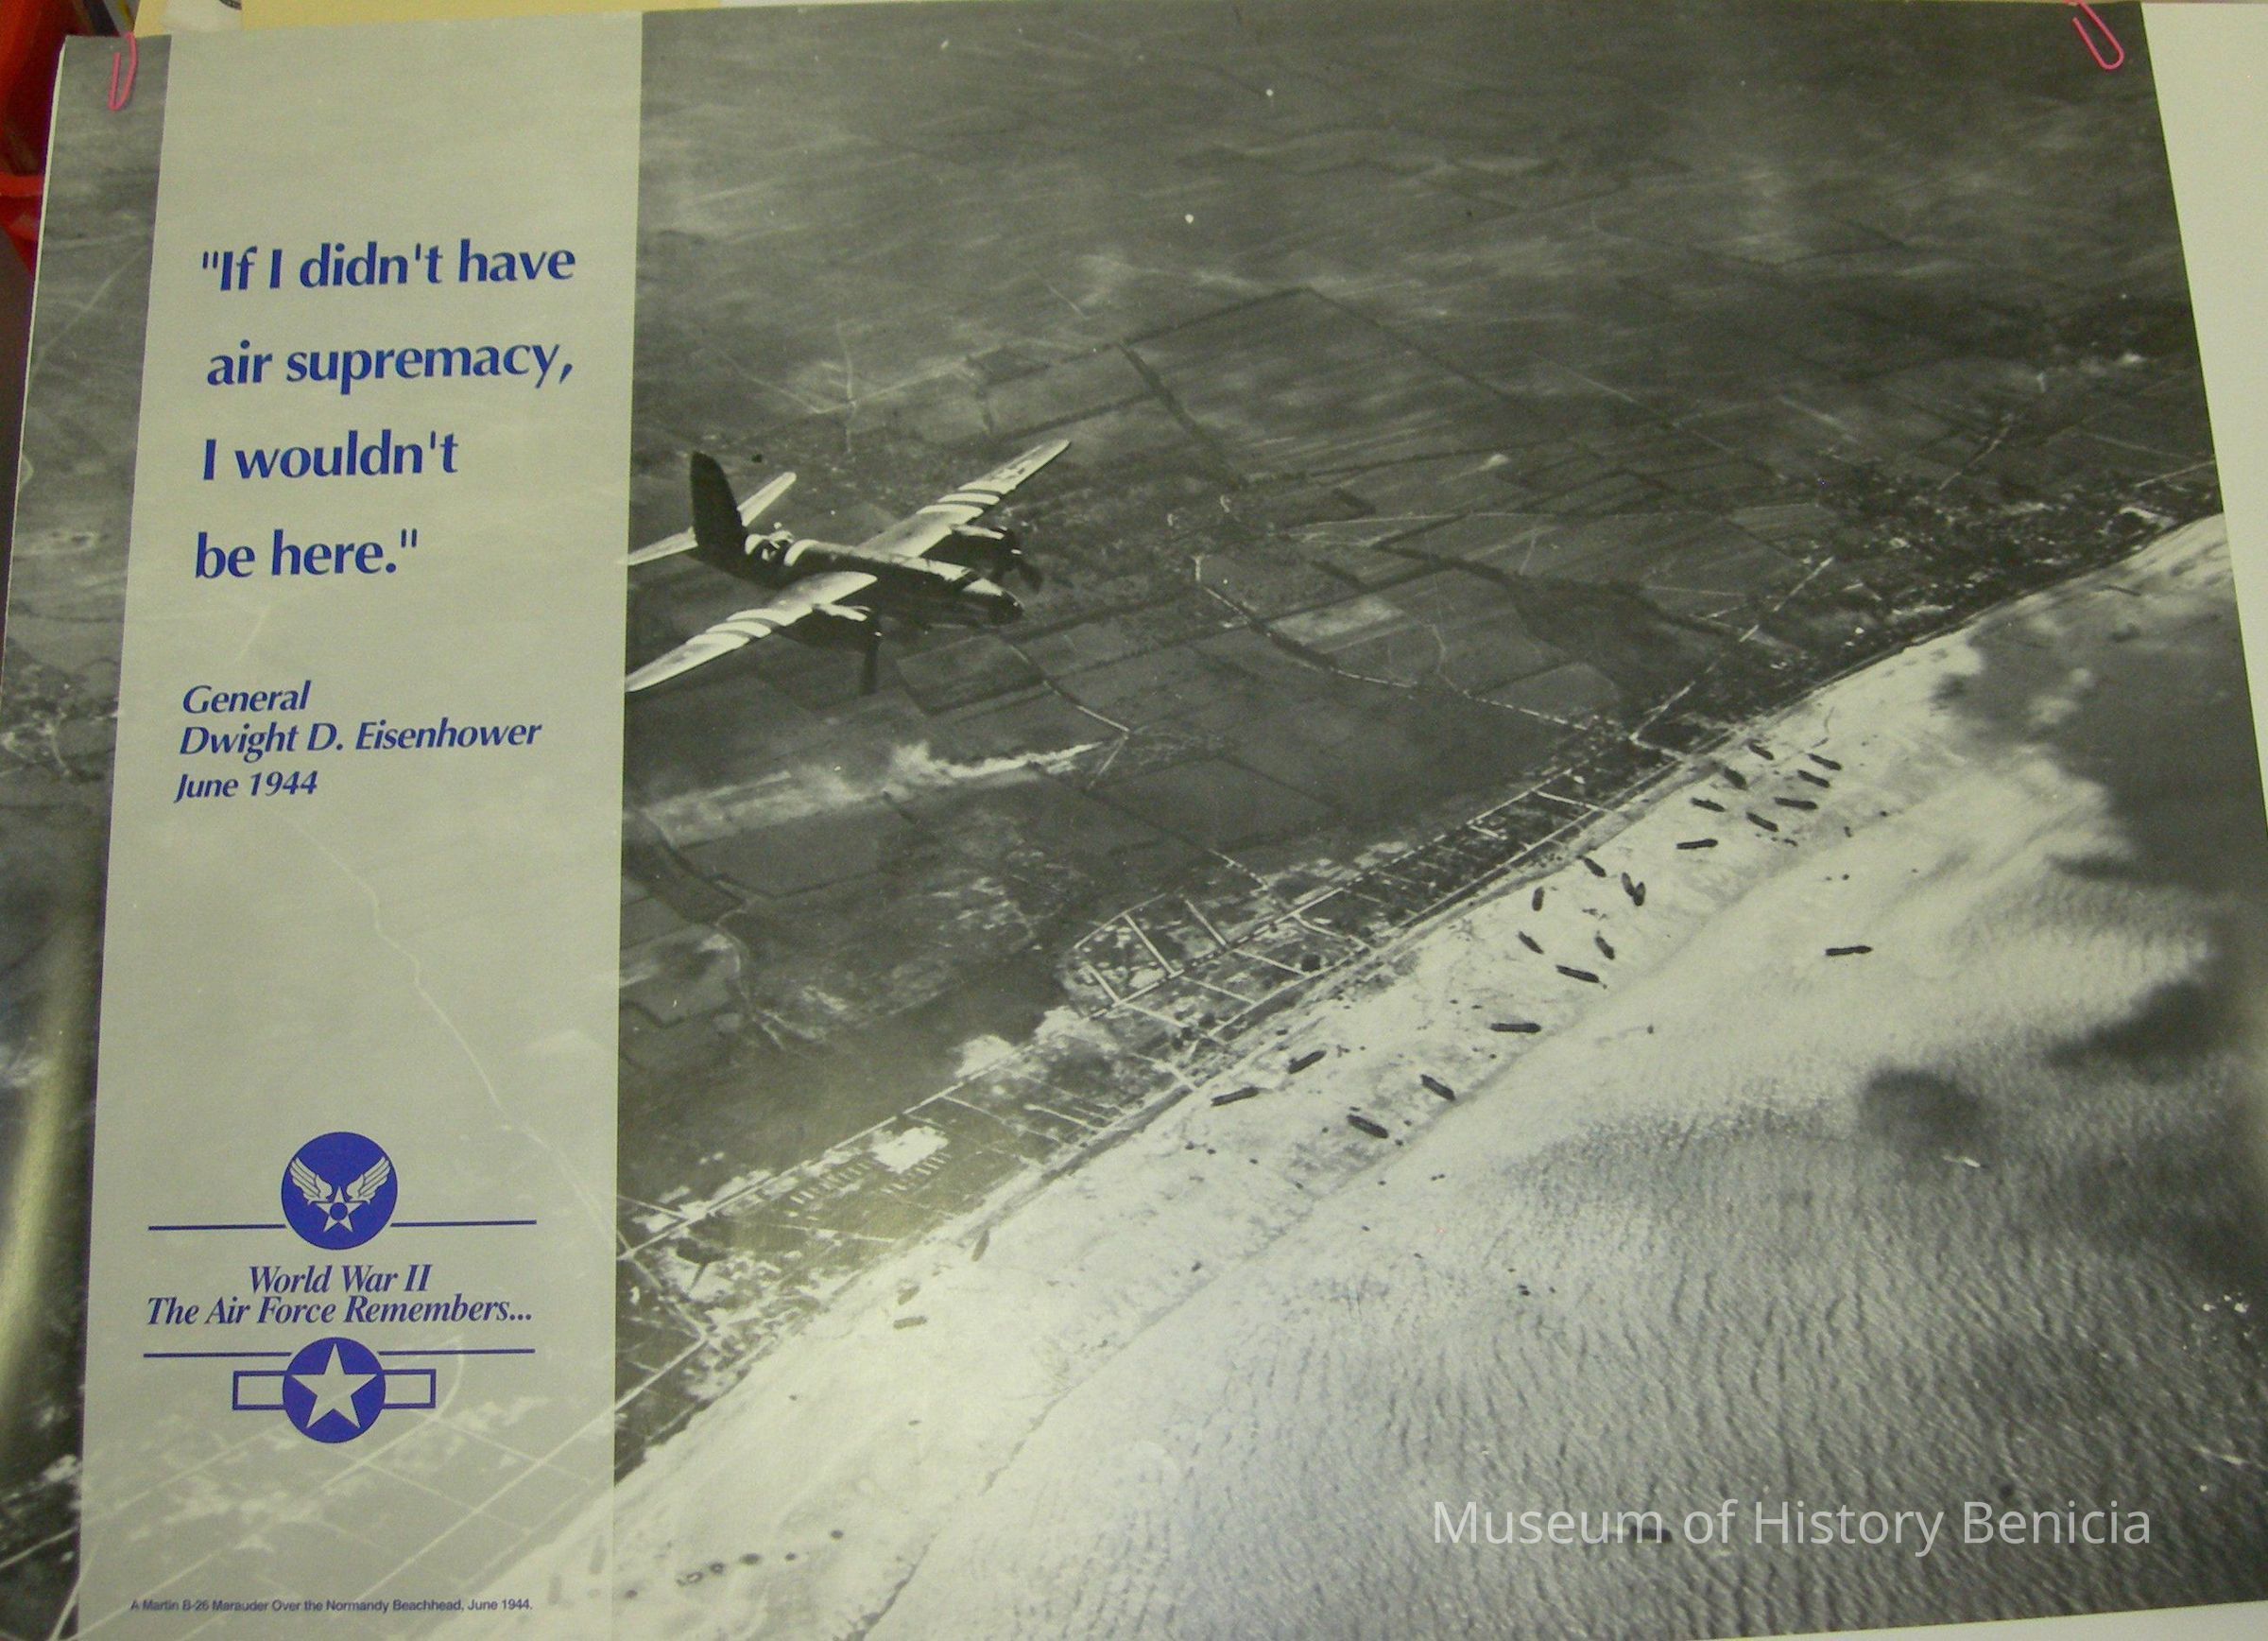 "If I didn't have
air supremacy,
I wouldn't
be here."
General
Dwight D. Eisenhower
June 1944
World War II
The Air Force Remembers...
A Martin B-26 Marauder Over the Normandy Beachhead, June 1944.
Museum of History Benicia